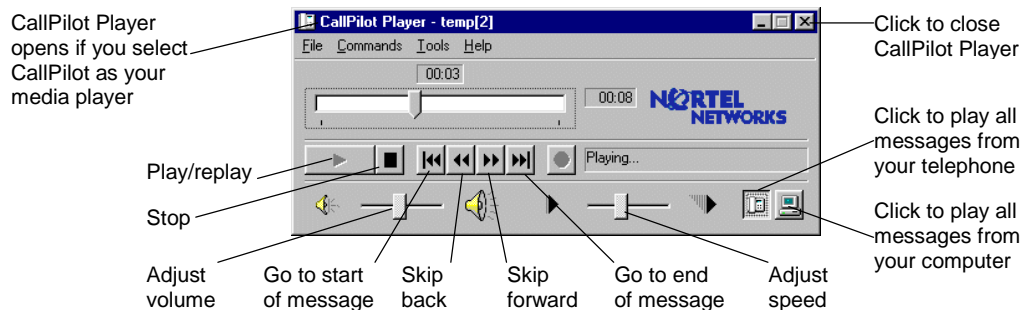 CallPilot Player
opens if you select
CallPilot as your
media player
CallPilot Player - temp[2]
File Commands Tools Help
00:03
00:08
NORTEL
NETWORKS
Playing...
Click to close
CallPilot Player
Click to play all
messages from
your telephone
Click to play all
messages from
your computer
Play/replay
Stop
Adjust
volume
Go to start
of message
Skip
back
Skip
forward
Go to end
of message
Adjust
speed